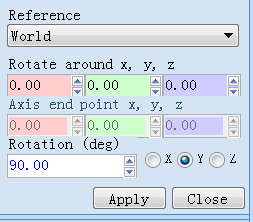 Reference
World
Rotate around x, y, z
0.00 0.00 0.00
Axis end point x, y, z
0.00 0.00 0.00
Rotation (deg)
90.00 X Y Z
Apply Close